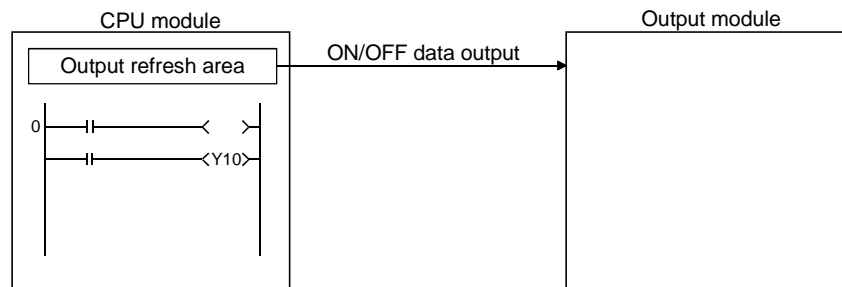 CPU module
Output module
Output refresh area
ON/OFF data output
0
Y10